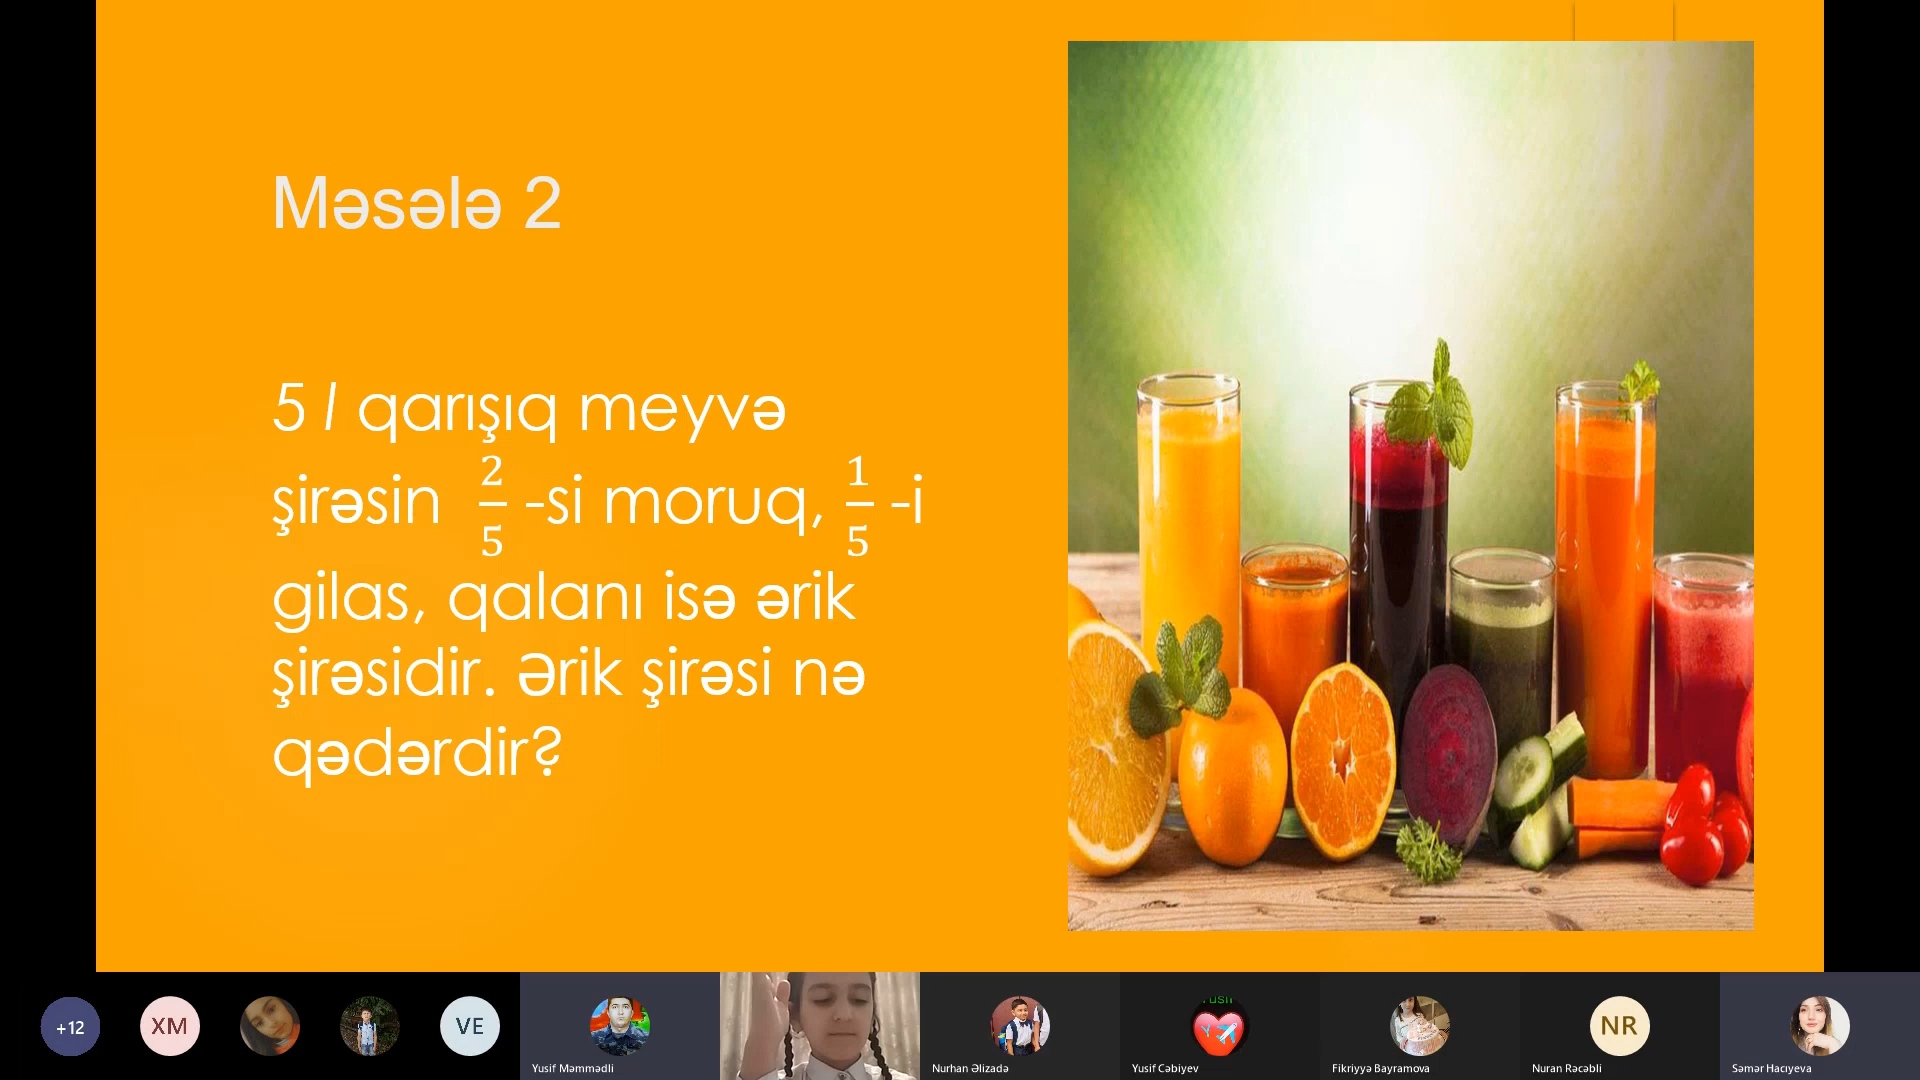 Məsələ 2
5 l qarışıq meyvə
şirəsin 2/5 -si moruq, 1/5 -i
gilas, qalanı isə ərik
şirəsidir. Ərik şirəsi nə
qədərdir?
+12
XM
VE
Yusif Məmmədli
Nurhan Əlizadə
Yusif Cəbiyev
Fikriyyə Bayramova
NR
Nuran Rəcəbli
Səmər Hacıyeva